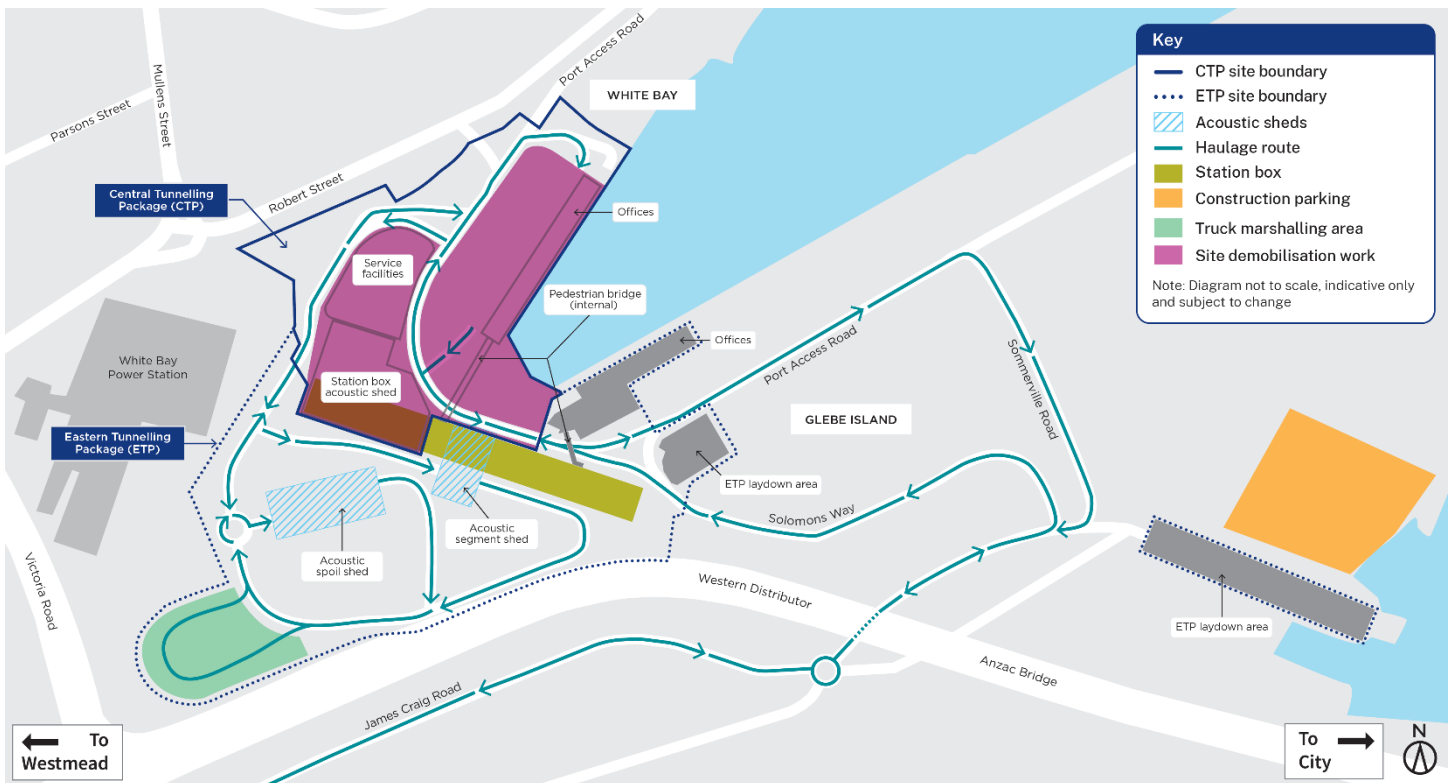 Port Access Road
Mullens Street
Parsons Street
WHITE BAY
Robert Street
Central Tunnelling
Package (CTP)
Offices
Service
facilities
Pedestrian bridge
(internal)
White Bay
Power Station
Station box
acoustic shed
Offices
Port Access Road
Sommerville Road
GLEBE ISLAND
Eastern Tunnelling
Package (ETP)
ETP laydown area
Solomons Way
Acoustic
segment shed
Acoustic
spoil shed
Victoria Road
Western Distributor
ETP laydown area
Anzac Bridge
James Craig Road
Key
CTP site boundary
ETP site boundary
Acoustic sheds
Haulage route
Station box
Construction parking
Truck marshalling area
Site demobilisation work
Note: Diagram not to scale, indicative only
and subject to change
To
Westmead
To
City
N